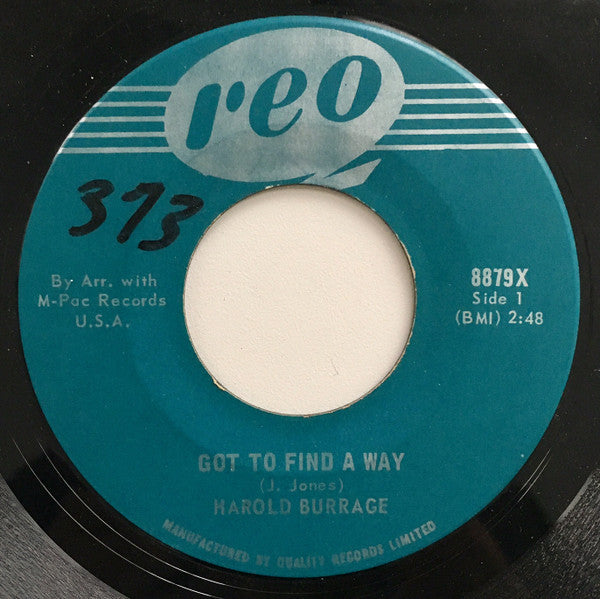 reo
373
By Arr. with
M-Pac Records
U.S.A.
8879X
Side 1
(BMI) 2:48
GOT TO FIND A WAY
(J. Jones)
HAROLD BURRAGE
MANUFACTURED BY QUALITY RECORDS LIMITED